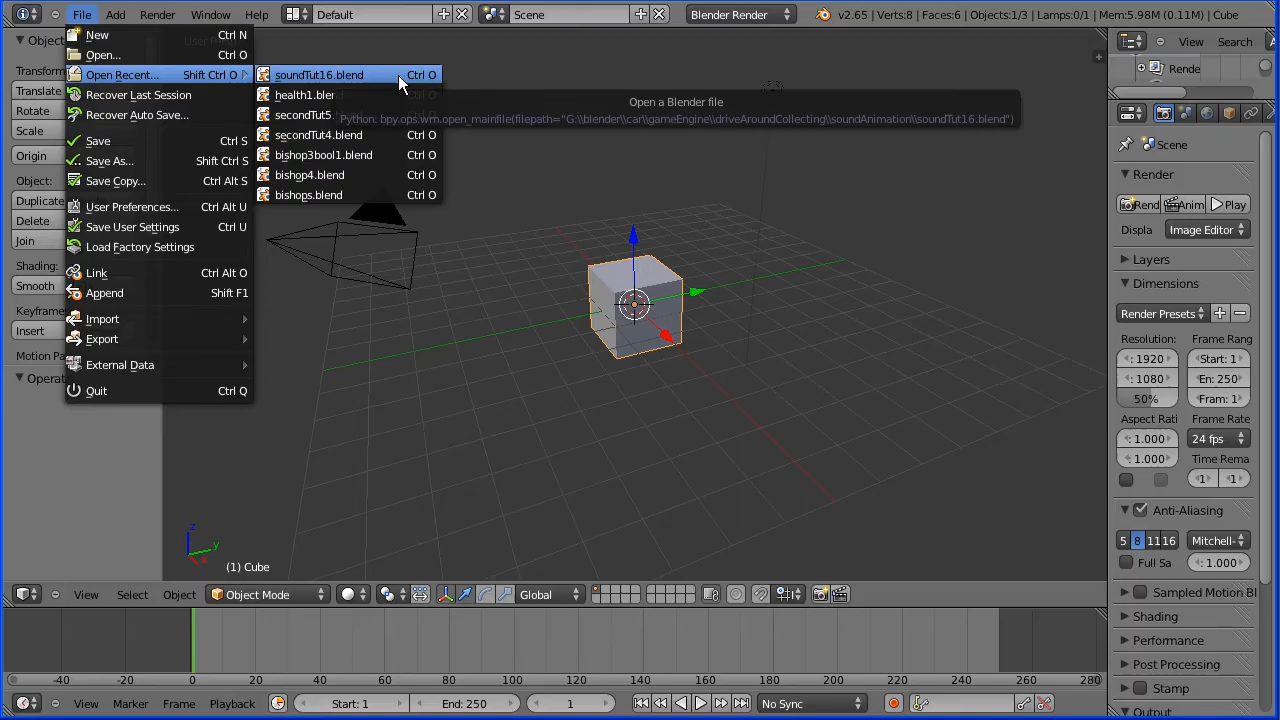 File Add Render Window Help Default Scene Blender Render v2.65 | Verts:8 | Faces:6 | Objects:1/3 | Lamps:0/1 | Mem:5.98M (0.11M) | Cube
New Ctrl N
Open... Ctrl O
Open Recent... Shift Ctrl O
Recover Last Session
Recover Auto Save...
Save Ctrl S
Save As... Shift Ctrl S
Save Copy... Ctrl Alt S
User Preferences... Ctrl Alt U
Save User Settings Ctrl U
Load Factory Settings
Link Ctrl Alt O
Append Shift F1
Import
Export
External Data
Quit Ctrl Q
soundTut16.blend Ctrl O
health1.blen
secondTut5
secondTut4.blend Ctrl O
bishop3bool1.blend Ctrl O
bishop4.blend Ctrl O
bishops.blend Ctrl O
Open a Blender file
Python: bpy.ops.wm.open_mainfile(filepath="G:\\blender\\car\\gameEngine\\driveAroundCollecting\\soundAnimation\\soundTut16.blend")
Objec
Transform
Translate
Rotate
Scale
Origin
Object:
Duplicate
Delete
Join
Shading:
Smooth
Keyframe
Insert
Motion Pa
Operat
z
y
x
(1) Cube
View Select Object Object Mode Global
-40 -20 0 20 40 60 80 100 120 140 160 180 200 220 240 260 280
View Marker Frame Playback Start: 1 End: 250 1 No Sync
View Search
Rende
Scene
Render
Rend Anim Play
Displa Image Editor
Layers
Dimensions
Render Presets
Resolution: Frame Rang
: 1920 Start: 1
: 1080 En: 250
50% Fram: 1
Aspect Rati Frame Rate
: 1.000 24 fps
: 1.000 Time Rema
1 1
Anti-Aliasing
5 8 11 16 Mitchell-
Full Sa : 1.000
Sampled Motion Bl
Shading
Performance
Post Processing
Stamp
Output